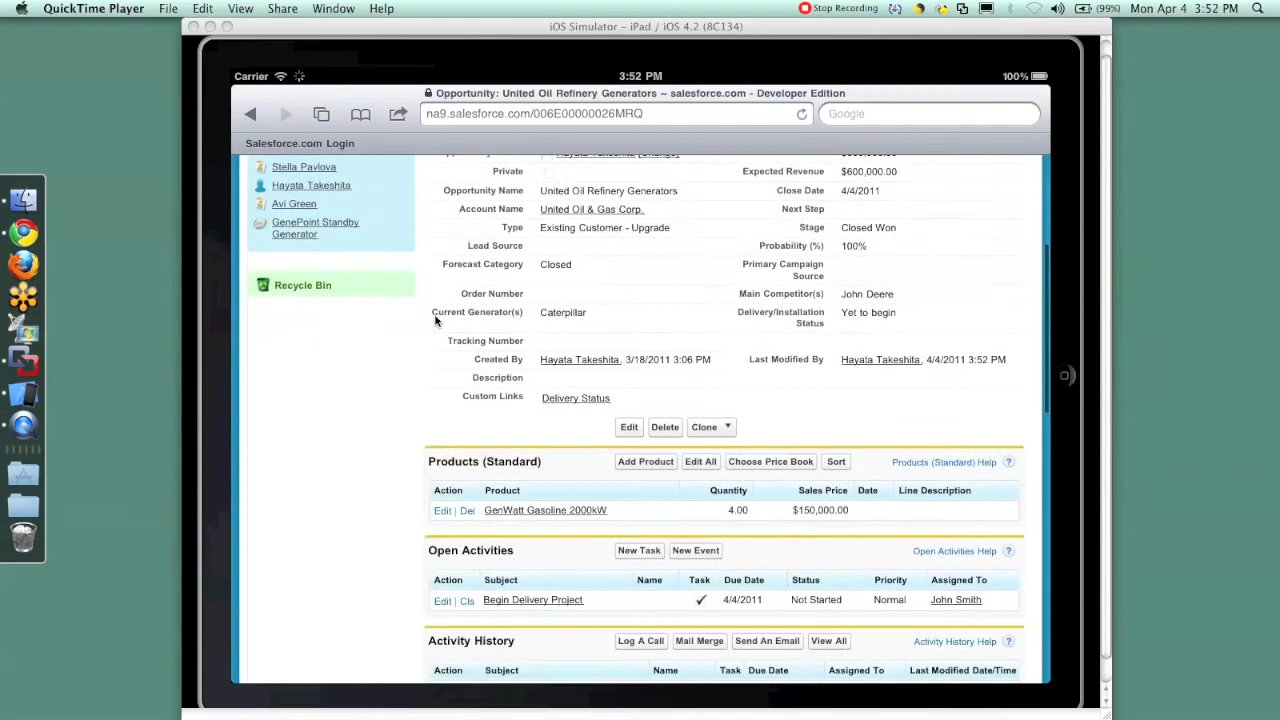 QuickTime Player File Edit View Share Window Help Stop Recording (99%) Mon Apr 4 3:52 PM
iOS Simulator - iPad / iOS 4.2 (8C134)
Carrier 3:52 PM 100%
Opportunity: United Oil Refinery Generators ~ salesforce.com - Developer Edition
na9.salesforce.com/006E00000026MRQ Google
Salesforce.com Login
Stella Pavlova
Hayata Takeshita
Avi Green
GenePoint Standby
Generator
Recycle Bin
Hayata Takeshita [Change]
Private Expected Revenue $600,000.00
Opportunity Name United Oil Refinery Generators Close Date 4/4/2011
Account Name United Oil & Gas Corp. Next Step
Type Existing Customer - Upgrade Stage Closed Won
Lead Source Probability (%) 100%
Forecast Category Closed Primary Campaign
Source
Order Number Main Competitor(s) John Deere
Current Generator(s) Caterpillar Delivery/Installation Yet to begin
Status
Tracking Number
Created By Hayata Takeshita, 3/18/2011 3:06 PM Last Modified By Hayata Takeshita, 4/4/2011 3:52 PM
Description
Custom Links Delivery Status
Edit Delete Clone
Products (Standard) Add Product Edit All Choose Price Book Sort Products (Standard) Help ?
Action Product Quantity Sales Price Date Line Description
Edit | Del GenWatt Gasoline 2000kW 4.00 $150,000.00
Open Activities New Task New Event Open Activities Help ?
Action Subject Name Task Due Date Status Priority Assigned To
Edit | Cls Begin Delivery Project 4/4/2011 Not Started Normal John Smith
Activity History Log A Call Mail Merge Send An Email View All Activity History Help ?
Action Subject Name Task Due Date Assigned To Last Modified Date/Time